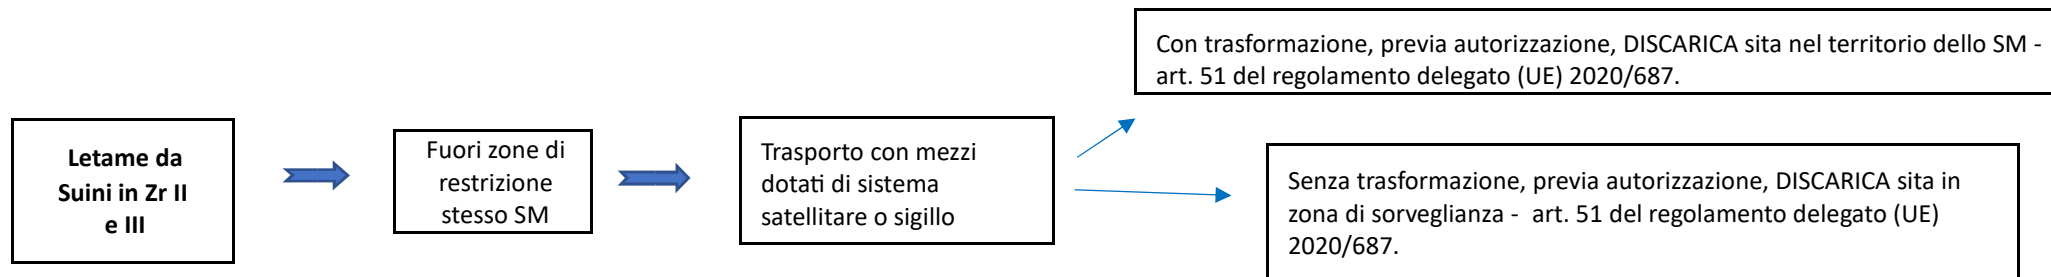 Con trasformazione, previa autorizzazione, DISCARICA sita nel territorio dello SM -
art. 51 del regolamento delegato (UE) 2020/687.
Letame da
Suini in Zr II
e III
Fuori zone di
restrizione
stesso SM
Trasporto con mezzi
dotati di sistema
satellitare o sigillo
Senza trasformazione, previa autorizzazione, DISCARICA sita in
zona di sorveglianza - art. 51 del regolamento delegato (UE)
2020/687.